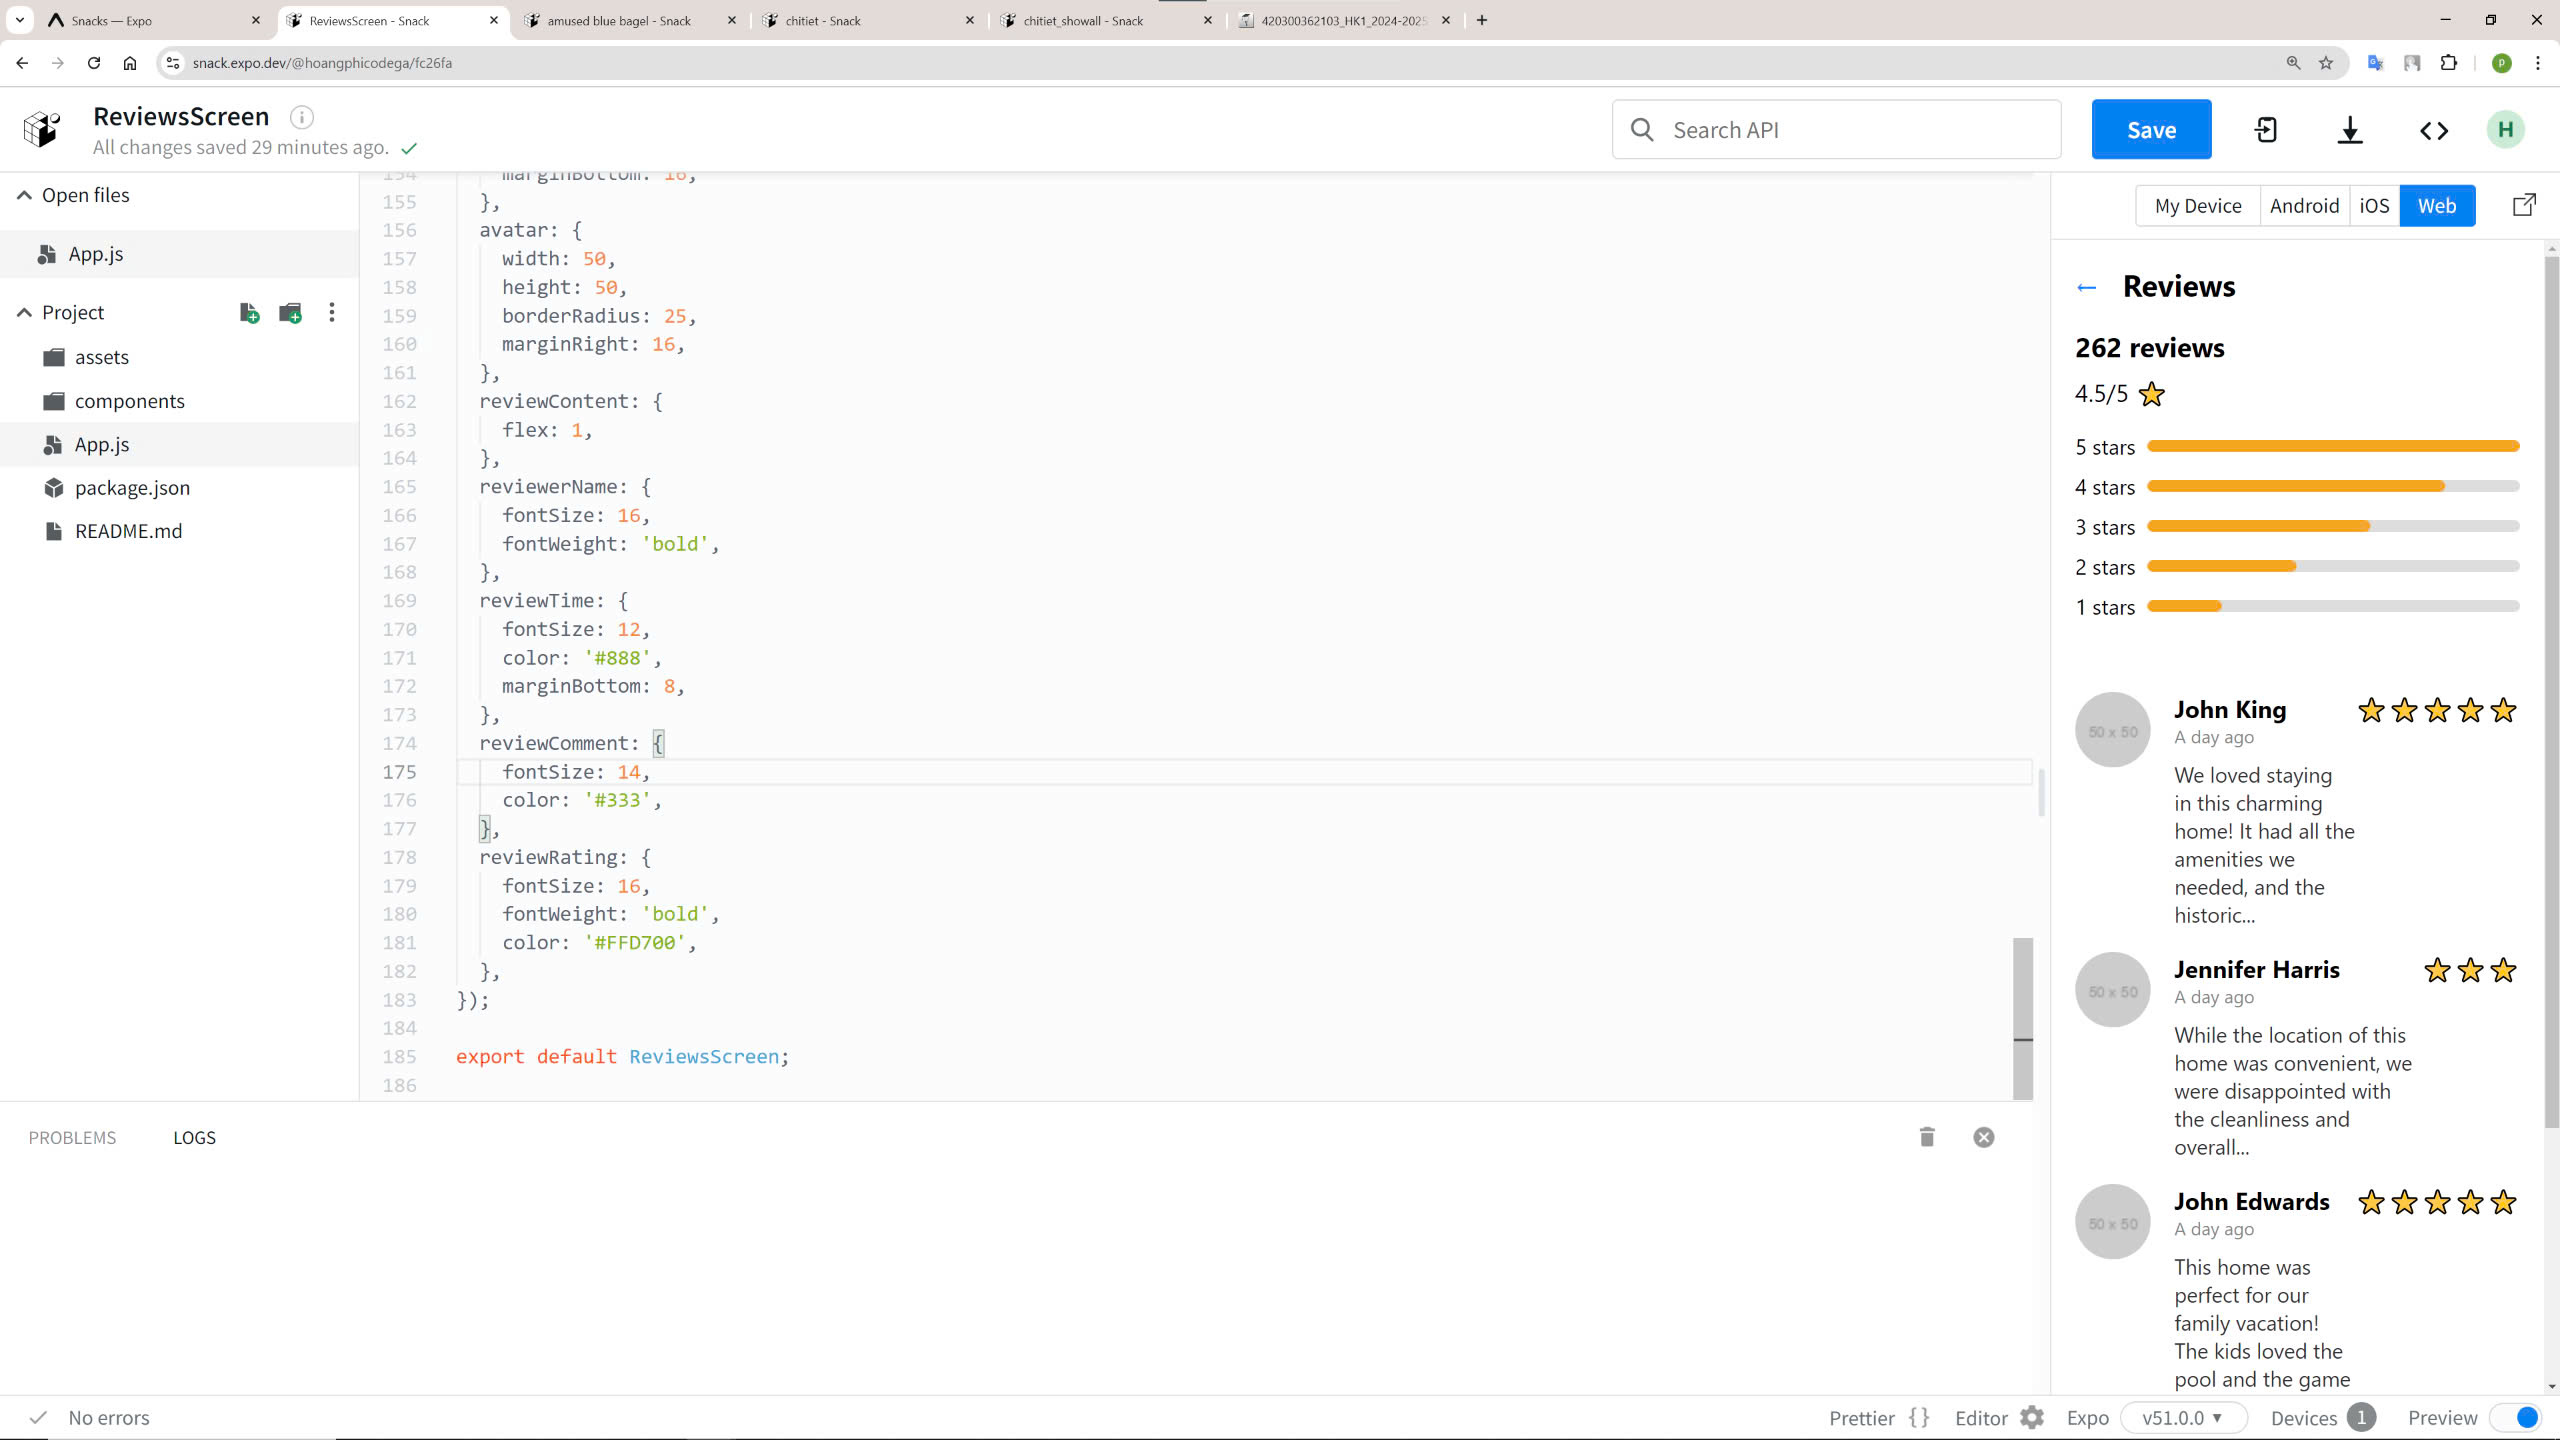 Snacks — Expo
ReviewsScreen - Snack
amused blue bagel - Snack
chitiet - Snack
chitiet_showall - Snack
420300362103_HK1_2024-2025
snack.expo.dev/@hoangphicodega/fc26fa
P
ReviewsScreen
All changes saved 29 minutes ago.
Search API
Save
H
Open files
App.js
Project
assets
components
App.js
package.json
README.md
154 marginBottom: 16,
155 },
156 avatar: {
157 width: 50,
158 height: 50,
159 borderRadius: 25,
160 marginRight: 16,
161 },
162 reviewContent: {
163 flex: 1,
164 },
165 reviewerName: {
166 fontSize: 16,
167 fontWeight: 'bold',
168 },
169 reviewTime: {
170 fontSize: 12,
171 color: '#888',
172 marginBottom: 8,
173 },
174 reviewComment: {
175 fontSize: 14,
176 color: '#333',
177 },
178 reviewRating: {
179 fontSize: 16,
180 fontWeight: 'bold',
181 color: '#FFD700',
182 },
183 });
184
185 export default ReviewsScreen;
186
PROBLEMS LOGS
My Device Android iOS Web
← Reviews
262 reviews
4.5/5
5 stars
4 stars
3 stars
2 stars
1 stars
50 x 50
John King
A day ago
We loved staying
in this charming
home! It had all the
amenities we
needed, and the
historic...
50 x 50
Jennifer Harris
A day ago
While the location of this
home was convenient, we
were disappointed with
the cleanliness and
overall...
50 x 50
John Edwards
A day ago
This home was
perfect for our
family vacation!
The kids loved the
pool and the game
No errors
Prettier {} Editor Expo v51.0.0 Devices 1 Preview